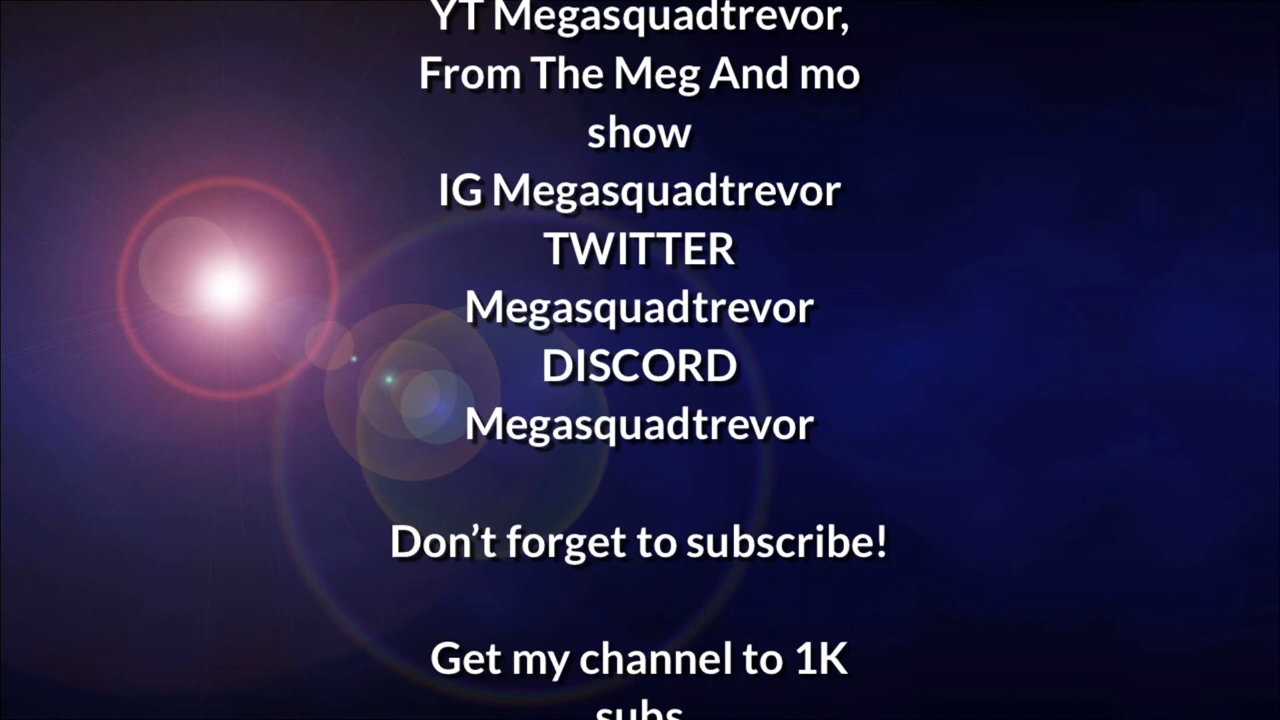 YT Megasquadtrevor,
From The Meg And mo
show
IG Megasquadtrevor
TWITTER
Megasquadtrevor
DISCORD
Megasquadtrevor
Don’t forget to subscribe!
Get my channel to 1K
subs